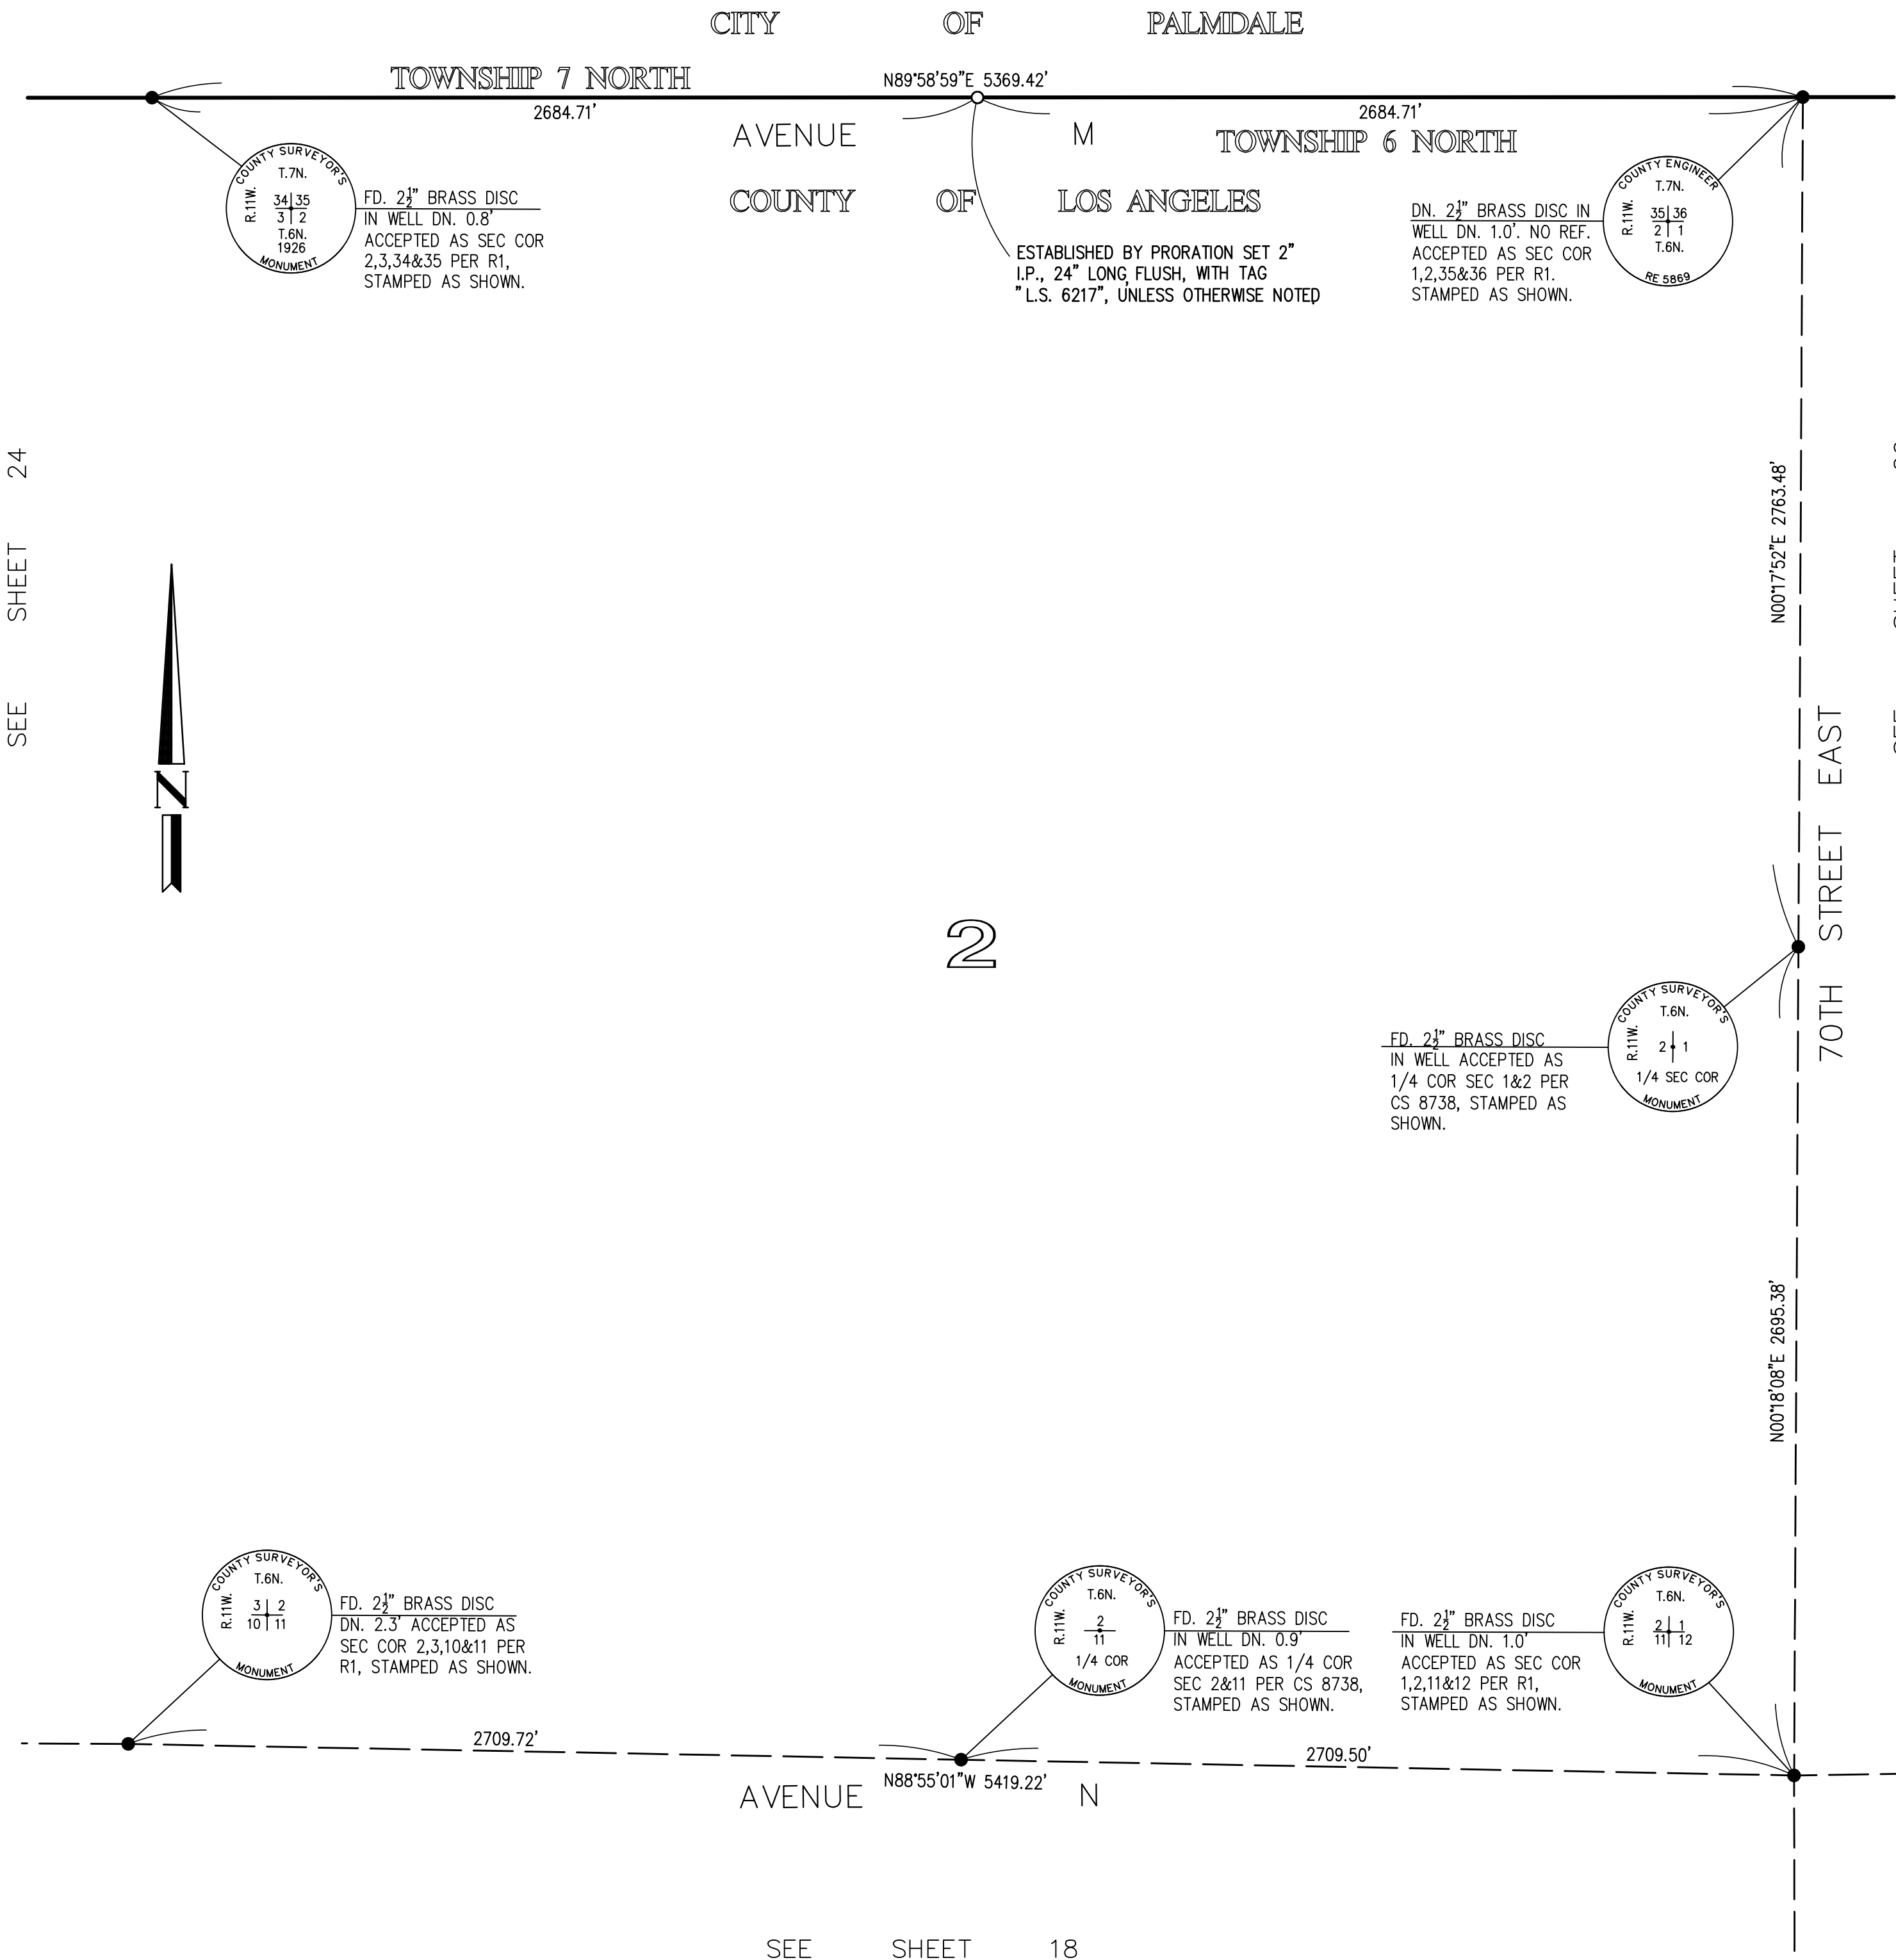 CITY OF PALMDALE
TOWNSHIP 7 NORTH
N89°58'59"E 5369.42'
2684.71'
2684.71'
AVENUE M
TOWNSHIP 6 NORTH
COUNTY OF LOS ANGELES
COUNTY SURVEYOR'S
T.7N.
R.11W.
34 35
3 2
T.6N.
1926
MONUMENT
FD. 2½" BRASS DISC
IN WELL DN. 0.8'
ACCEPTED AS SEC COR
2,3,34&35 PER R1,
STAMPED AS SHOWN.
ESTABLISHED BY PRORATION SET 2"
I.P., 24" LONG FLUSH, WITH TAG
"L.S. 6217", UNLESS OTHERWISE NOTED
DN. 2½" BRASS DISC IN
WELL DN. 1.0'. NO REF.
ACCEPTED AS SEC COR
1,2,35&36 PER R1.
STAMPED AS SHOWN.
COUNTY ENGINEER
T.7N.
R.11W.
35 36
2 1
T.6N.
RE 5869
SEE SHEET 24
N00°17'52"E 2763.48'
N
2
70TH STREET EAST
FD. 2½" BRASS DISC
IN WELL ACCEPTED AS
1/4 COR SEC 1&2 PER
CS 8738, STAMPED AS
SHOWN.
COUNTY SURVEYOR'S
T.6N.
R.11W.
2 1
1/4 SEC COR
MONUMENT
N00°18'08"E 2695.38'
COUNTY SURVEYOR'S
T.6N.
R.11W.
3 2
10 11
MONUMENT
FD. 2½" BRASS DISC
DN. 2.3' ACCEPTED AS
SEC COR 2,3,10&11 PER
R1, STAMPED AS SHOWN.
COUNTY SURVEYOR'S
T.6N.
R.11W.
2
11
1/4 COR
MONUMENT
FD. 2½" BRASS DISC
IN WELL DN. 0.9'
ACCEPTED AS 1/4 COR
SEC 2&11 PER CS 8738,
STAMPED AS SHOWN.
FD. 2½" BRASS DISC
IN WELL DN. 1.0'
ACCEPTED AS SEC COR
1,2,11&12 PER R1,
STAMPED AS SHOWN.
COUNTY SURVEYOR'S
T.6N.
R.11W.
2 1
11 12
MONUMENT
2709.72'
2709.50'
N88°55'01"W 5419.22'
AVENUE N
SEE SHEET 18